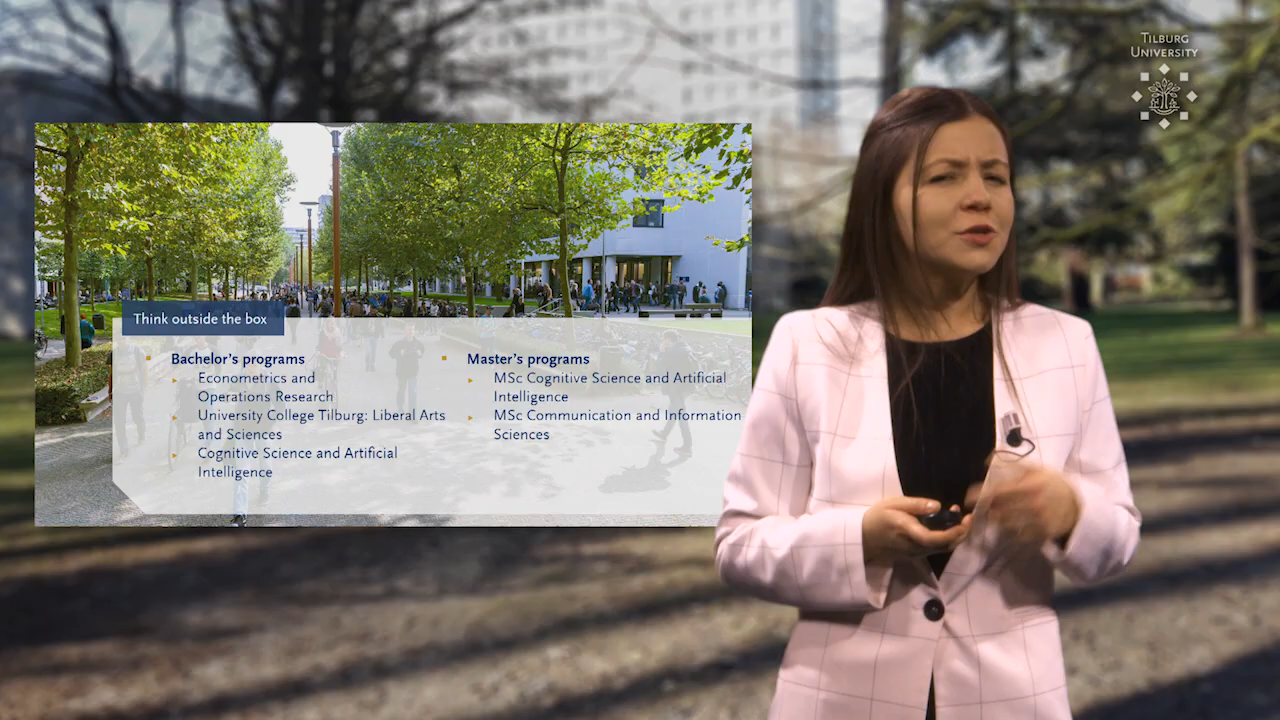 TILBURG
UNIVERSITY
Think outside the box
Bachelor's programs
Econometrics and
Operations Research
University College Tilburg: Liberal Arts
and Sciences
Cognitive Science and Artificial
Intelligence
Master's programs
MSc Cognitive Science and Artificial
Intelligence
MSc Communication and Information
Sciences